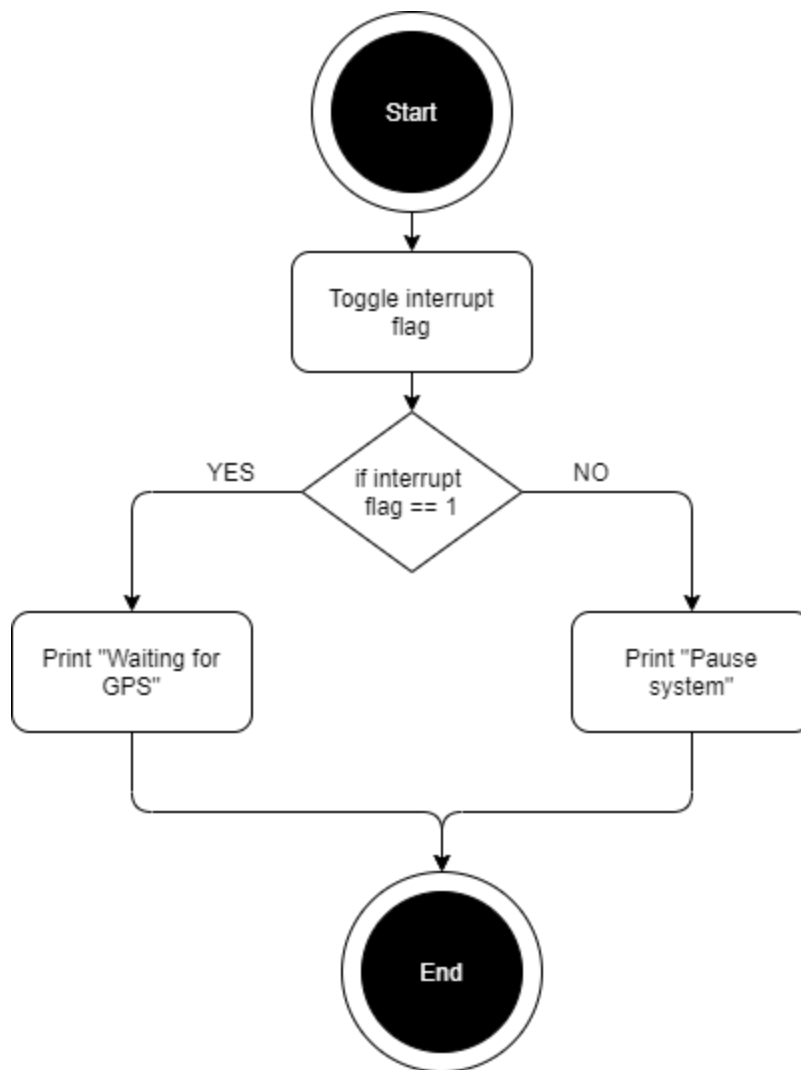 Start
Toggle interrupt
flag
YES
if interrupt
flag == 1
NO
Print "Waiting for
GPS"
Print "Pause
system"
End